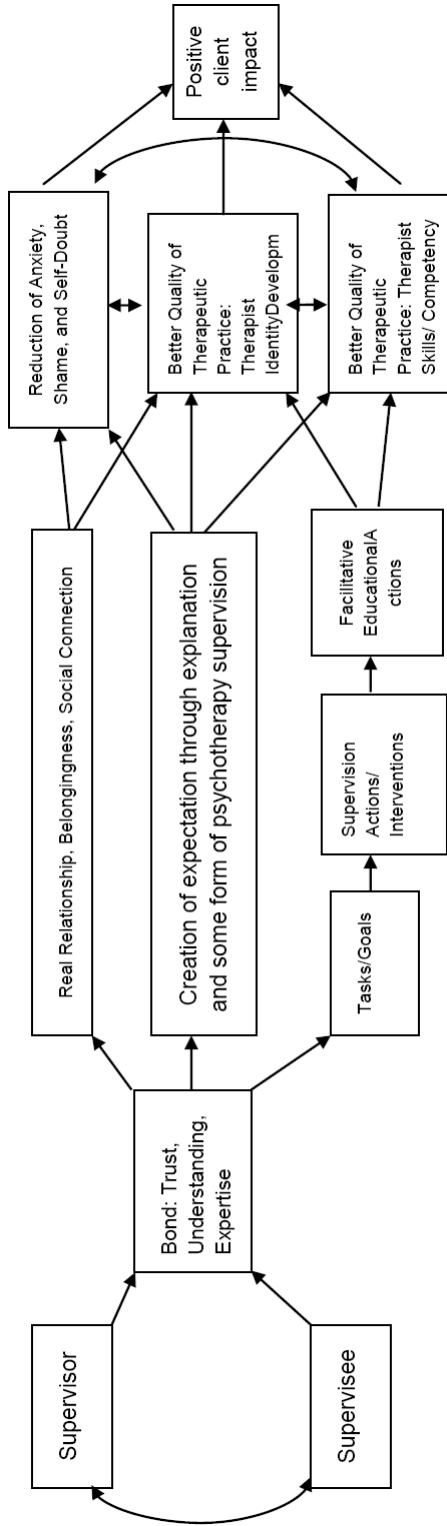 Supervisor
Supervisee
Bond: Trust,
Understanding,
Expertise
Real Relationship, Belongingness, Social Connection
Creation of expectation through explanation
and some form of psychotherapy supervision
Tasks/Goals
Supervision
Actions/
Interventions
Facilitative
EducationalA
ctions
Reduction of Anxiety,
Shame, and Self-Doubt
Better Quality of
Therapeutic
Practice:
Therapist
IdentityDevelopm
Better Quality of
Therapeutic
Practice: Therapist
Skills/ Competency
Positive
client
impact